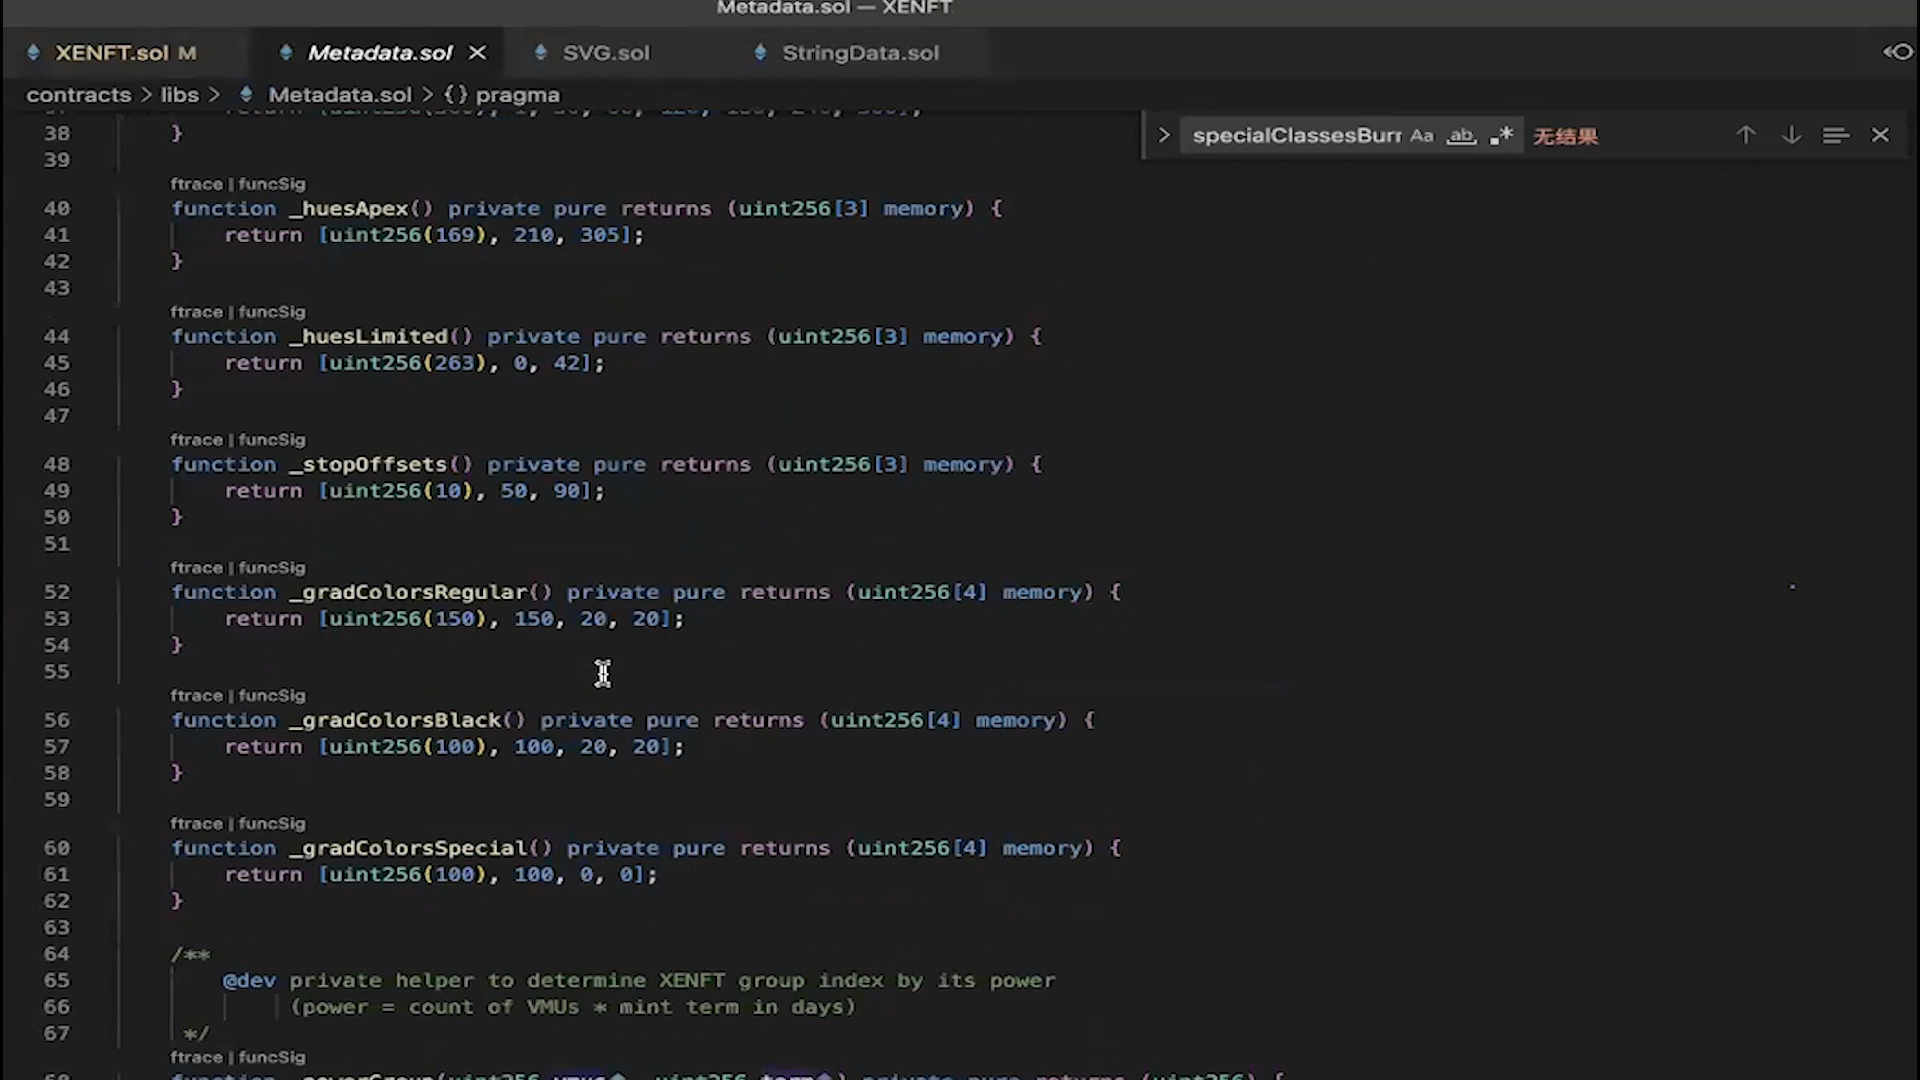 Metadata.sol — XENFT
XENFT.sol M
Metadata.sol
SVG.sol
StringData.sol
contracts > libs > Metadata.sol > {} pragma
specialClassesBurr Aa ab .* 无结果
38 }
39
ftrace | funcSig
40 function _huesApex() private pure returns (uint256[3] memory) {
41 return [uint256(169), 210, 305];
42 }
43
ftrace | funcSig
44 function _huesLimited() private pure returns (uint256[3] memory) {
45 return [uint256(263), 0, 42];
46 }
47
ftrace | funcSig
48 function _stopOffsets() private pure returns (uint256[3] memory) {
49 return [uint256(10), 50, 90];
50 }
51
ftrace | funcSig
52 function _gradColorsRegular() private pure returns (uint256[4] memory) {
53 return [uint256(150), 150, 20, 20];
54 }
55
ftrace | funcSig
56 function _gradColorsBlack() private pure returns (uint256[4] memory) {
57 return [uint256(100), 100, 20, 20];
58 }
59
ftrace | funcSig
60 function _gradColorsSpecial() private pure returns (uint256[4] memory) {
61 return [uint256(100), 100, 0, 0];
62 }
63
64 /**
65 @dev private helper to determine XENFT group index by its power
66 (power = count of VMUs * mint term in days)
67 */
ftrace | funcSig